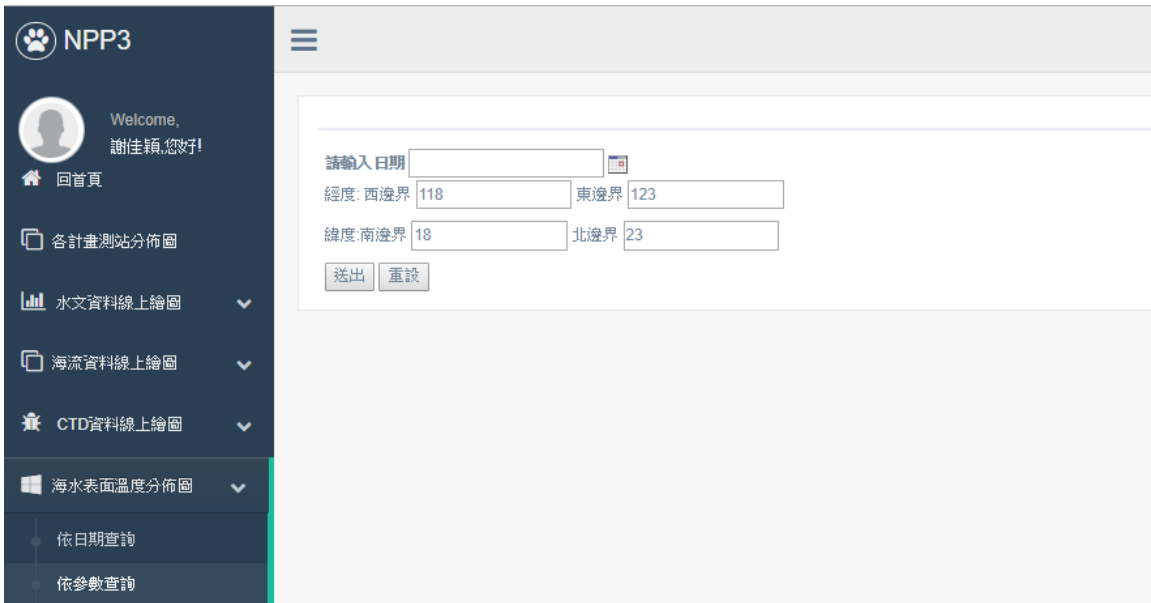 NPP3
Welcome,
謝佳穎,您好!
回首頁
各計畫測站分佈圖
水文資料線上繪圖
海流資料線上繪圖
CTD資料線上繪圖
海水表面溫度分佈圖
依日期查詢
依參數查詢
請輸入日期
經度: 西邊界 118 東邊界 123
緯度:南邊界 18 北邊界 23
送出 重設